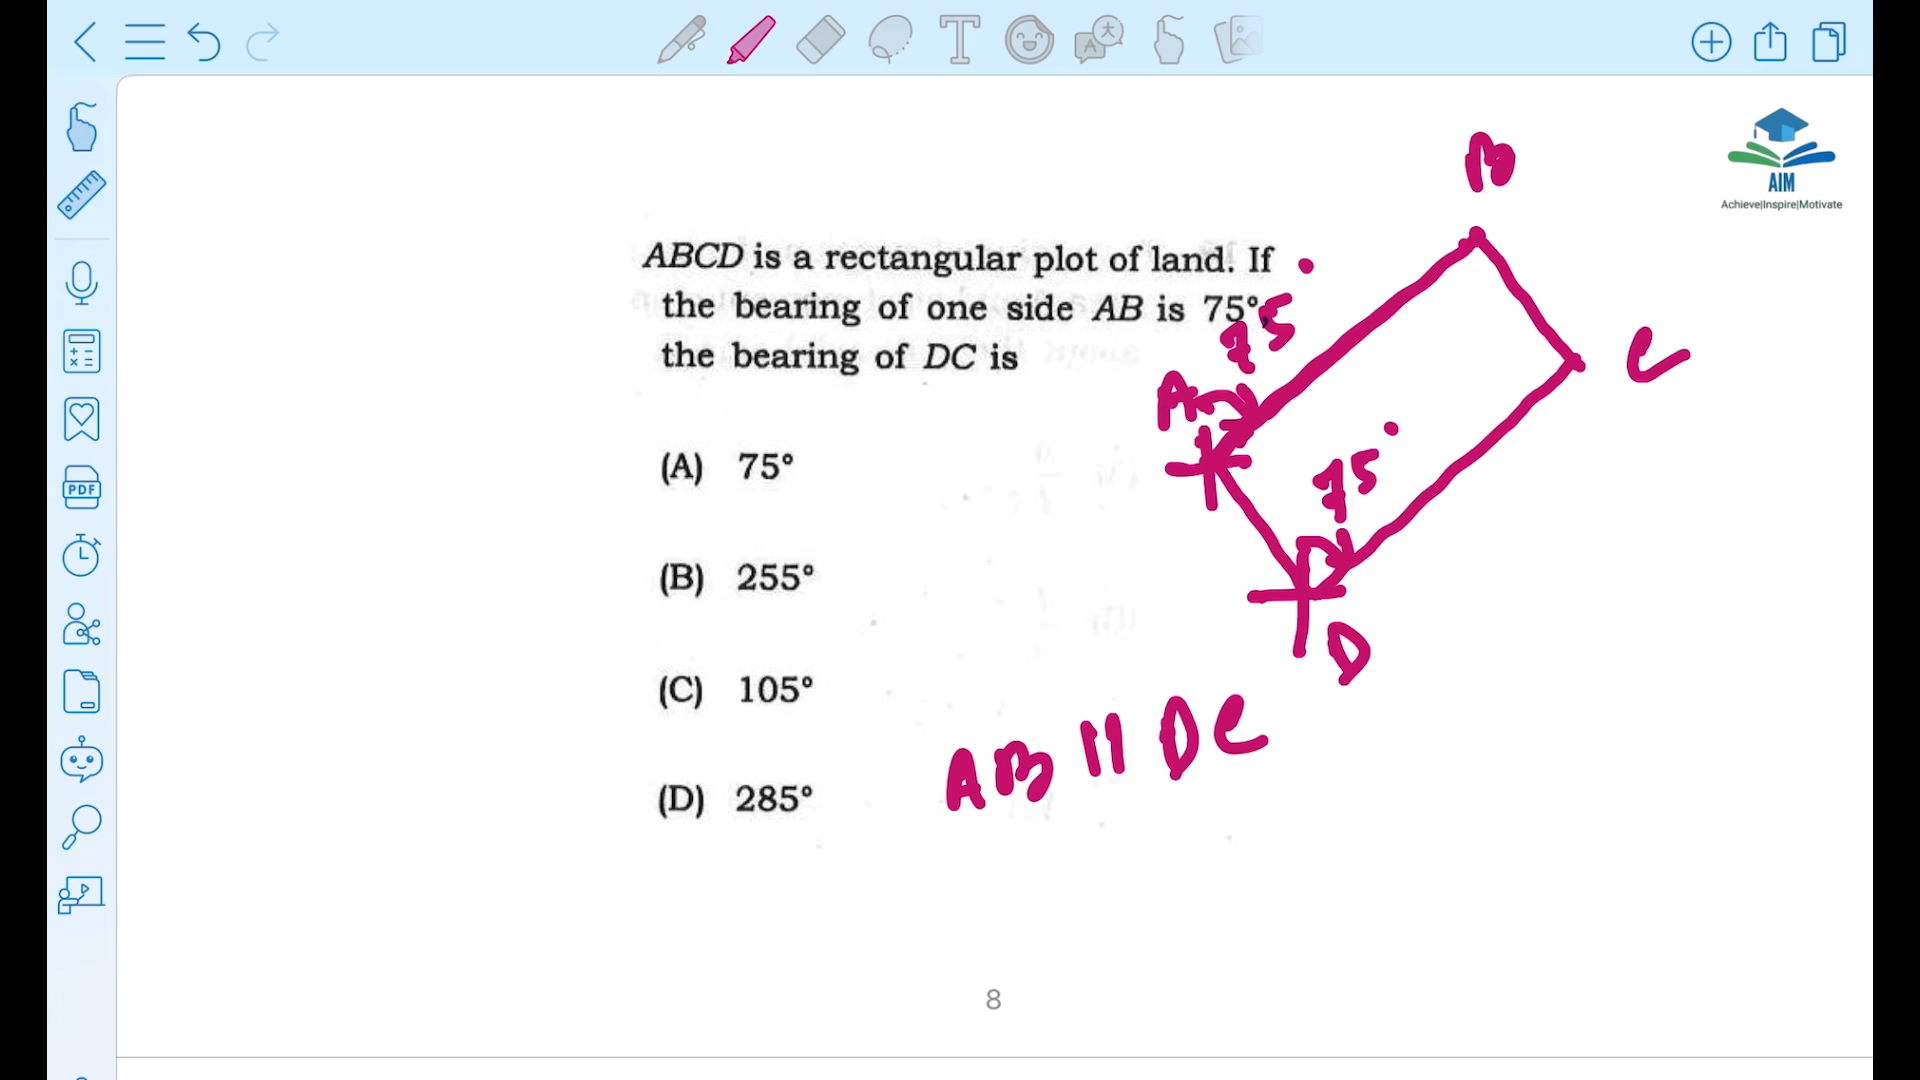 B
AIM
Achieve|Inspire|Motivate
ABCD is a rectangular plot of land. If
the bearing of one side AB is 75°,
the bearing of DC is
75°
C
A
75°
D
(A) 75°
(B) 255°
(C) 105°
(D) 285°
AB || DC
8
PDF